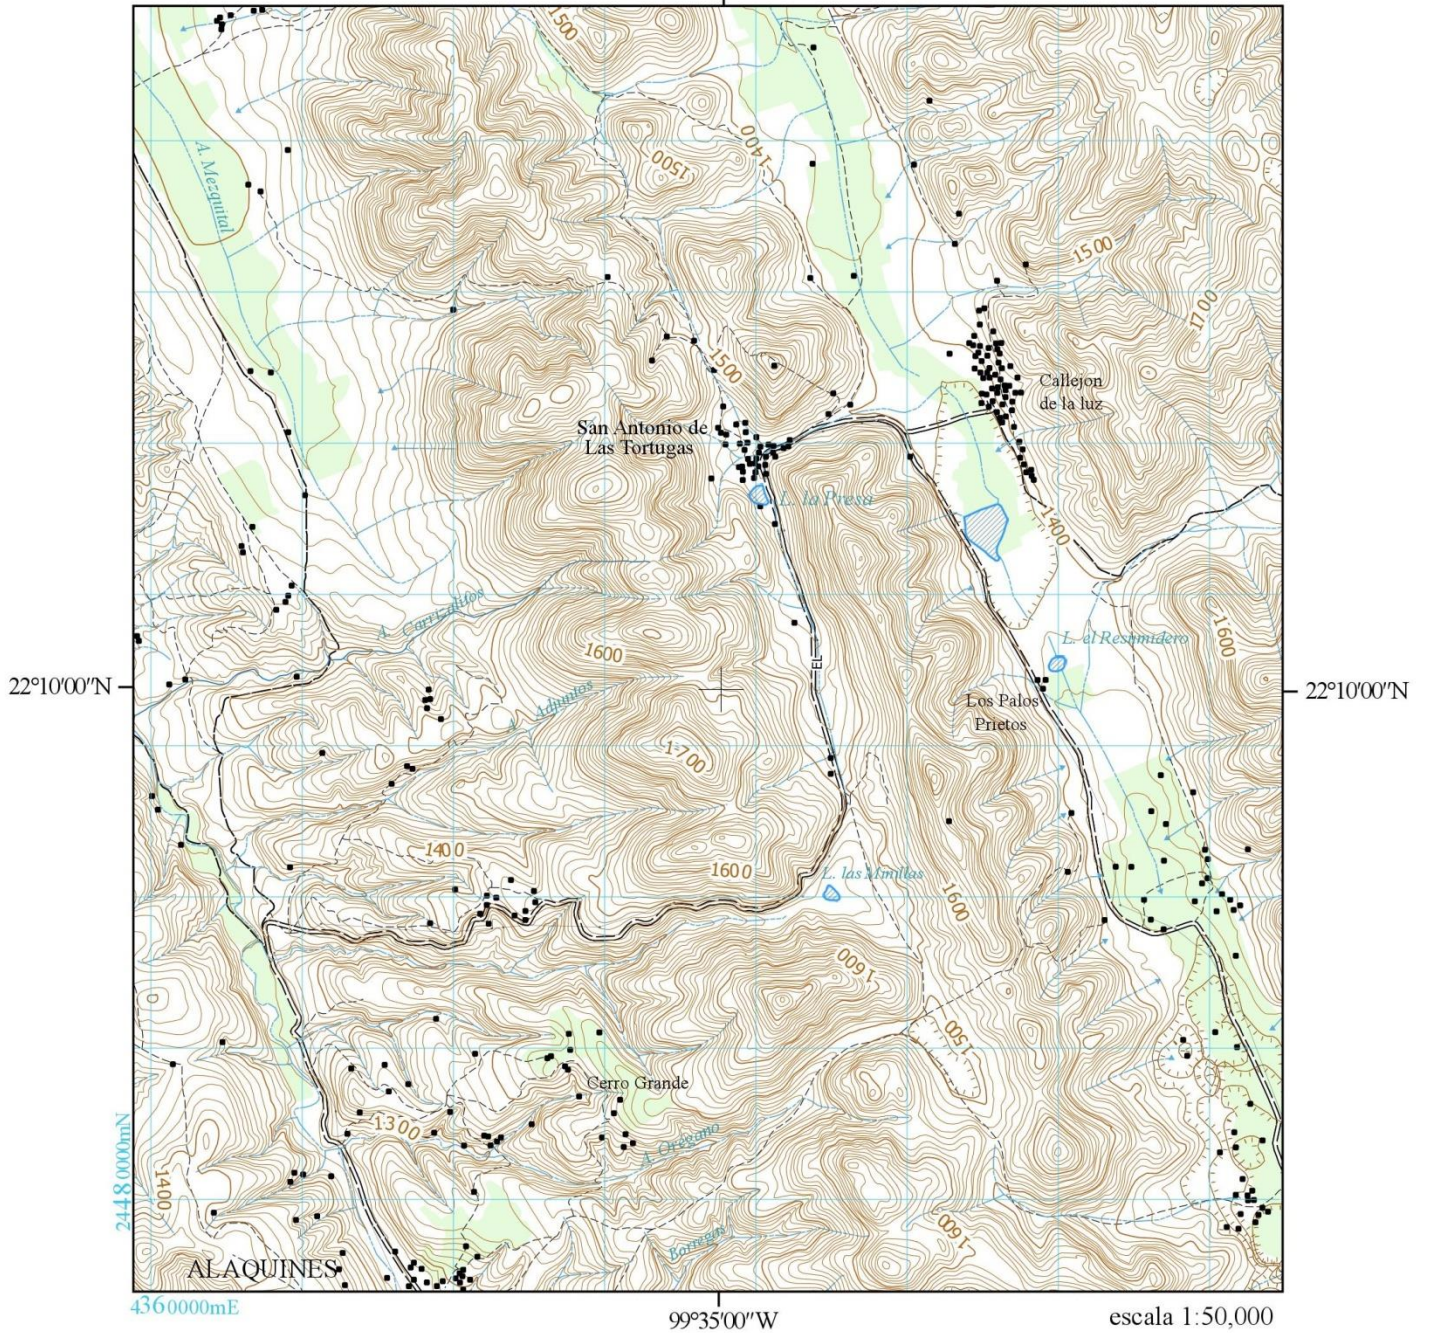 1500
1400
1500
A. Mezquital
1500
1700
1500
Callejon
de la luz
San Antonio de
Las Tortugas
L. la Presa
1400
A. Carrizalitos
L. el Resumidero
1600
1600
EL
22°10'00"N
22°10'00"N
A. Adjuntos
Los Palos
Prietos
1700
1400
1600
L. las Minillas
1600
1600
1500
Cerro Grande
1300
A. Orégano
2448 0000mN
1400
1600
Borregas
ALAQUINES
4360000mE
99°35'00"W
escala 1:50,000